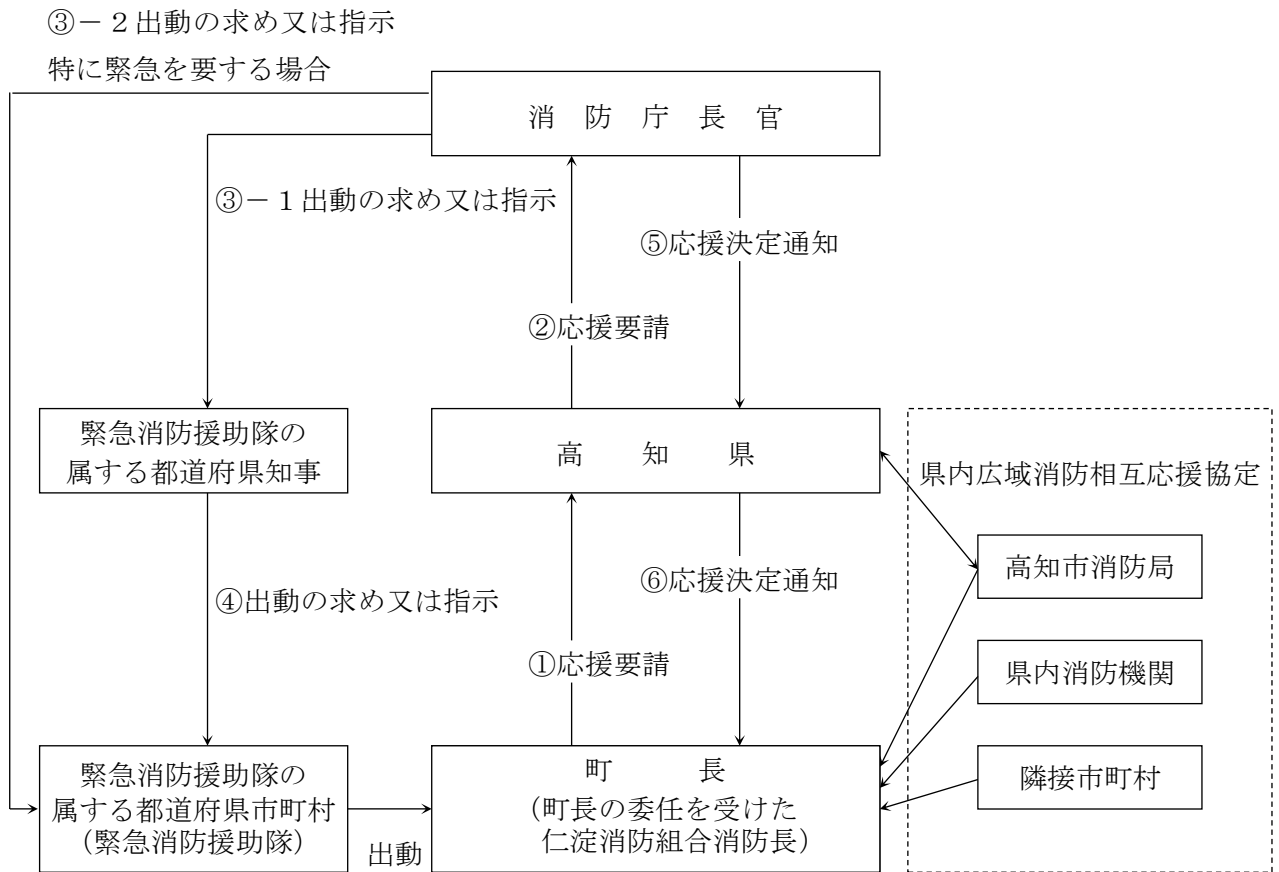 ③－２出動の求め又は指示
特に緊急を要する場合
消　防　庁　長　官
③－１出動の求め又は指示
⑤応援決定通知
②応援要請
緊急消防援助隊の
属する都道府県知事
高　知　県
県内広域消防相互応援協定
高知市消防局
④出動の求め又は指示
⑥応援決定通知
①応援要請
県内消防機関
緊急消防援助隊の
属する都道府県市町村
（緊急消防援助隊）
出動
町　長
（町長の委任を受けた
仁淀消防組合消防長）
隣接市町村